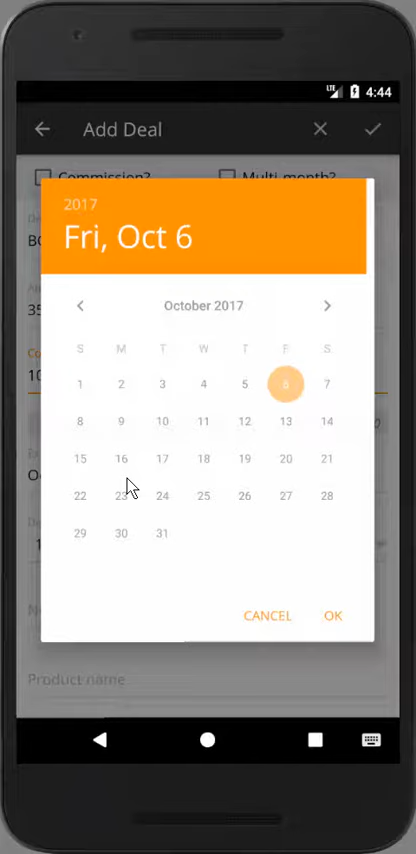 LTE 4:44
Add Deal
Commission? Multi-month?
2017
Fri, Oct 6
October 2017
S M T W T F S
1 2 3 4 5 6 7
8 9 10 11 12 13 14
15 16 17 18 19 20 21
22 23 24 25 26 27 28
29 30 31
CANCEL OK
Product name